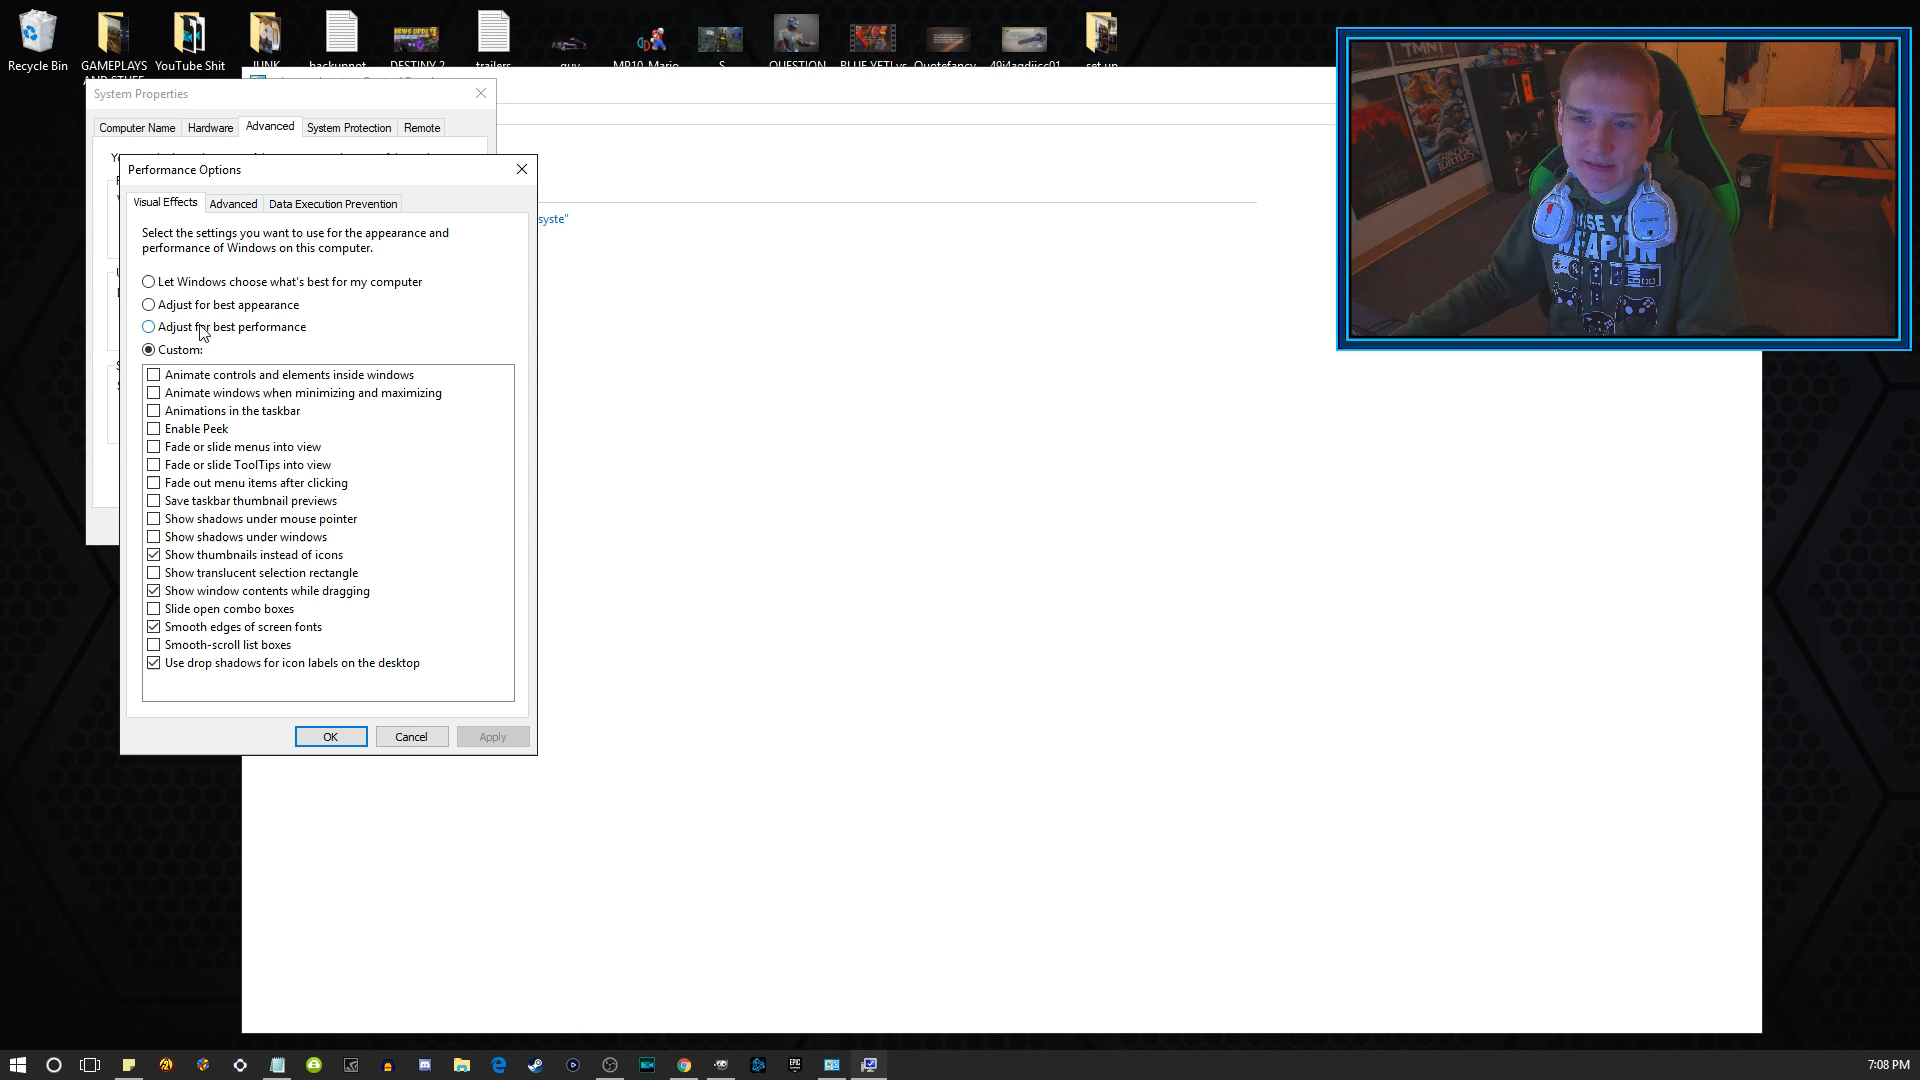 Recycle Bin
GAMEPLAYS
YouTube Shit
JUNK
DESTINY 2
trailers
guy
MP10 Mario
S
QUESTION
BLUE YETI vs
Quotefancy
set up
System Properties
Computer Name
Hardware
Advanced
System Protection
Remote
Performance Options
Visual Effects
Advanced
Data Execution Prevention
Select the settings you want to use for the appearance and
performance of Windows on this computer.
Let Windows choose what's best for my computer
Adjust for best appearance
Adjust for best performance
Custom:
Animate controls and elements inside windows
Animate windows when minimizing and maximizing
Animations in the taskbar
Enable Peek
Fade or slide menus into view
Fade or slide ToolTips into view
Fade out menu items after clicking
Save taskbar thumbnail previews
Show shadows under mouse pointer
Show shadows under windows
Show thumbnails instead of icons
Show translucent selection rectangle
Show window contents while dragging
Slide open combo boxes
Smooth edges of screen fonts
Smooth-scroll list boxes
Use drop shadows for icon labels on the desktop
OK
Cancel
Apply
syste"
TMNT
NINJA
TURTLES
EPIC
7:08 PM